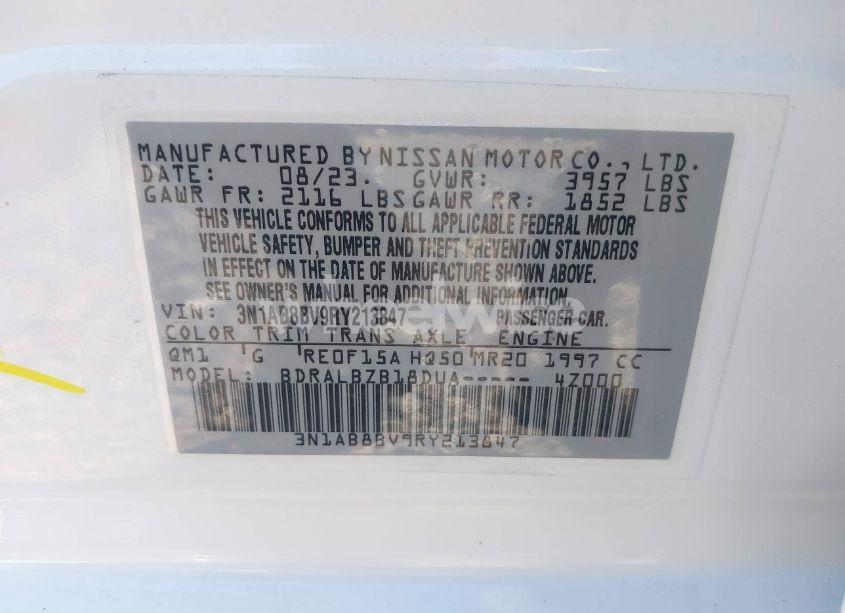 MANUFACTURED BY NISSAN MOTOR CO., LTD.
DATE: 08/23. GVWR: 3957 LBS
GAWR FR: 2116 LBS GAWR RR: 1852 LBS
THIS VEHICLE CONFORMS TO ALL APPLICABLE FEDERAL MOTOR
VEHICLE SAFETY, BUMPER AND THEFT PREVENTION STANDARDS
IN EFFECT ON THE DATE OF MANUFACTURE SHOWN ABOVE.
SEE OWNER'S MANUAL FOR ADDITIONAL INFORMATION.
VIN: 3N1AB8BV9RY213847 PASSENGER CAR.
COLOR TRIM TRANS AXLE ENGINE
QM1 G RE0F15A HQ50 MR20 1997 CC
MODEL: BDRALBZB18DUA----- 4Z000
3N1AB8BV9RY213847